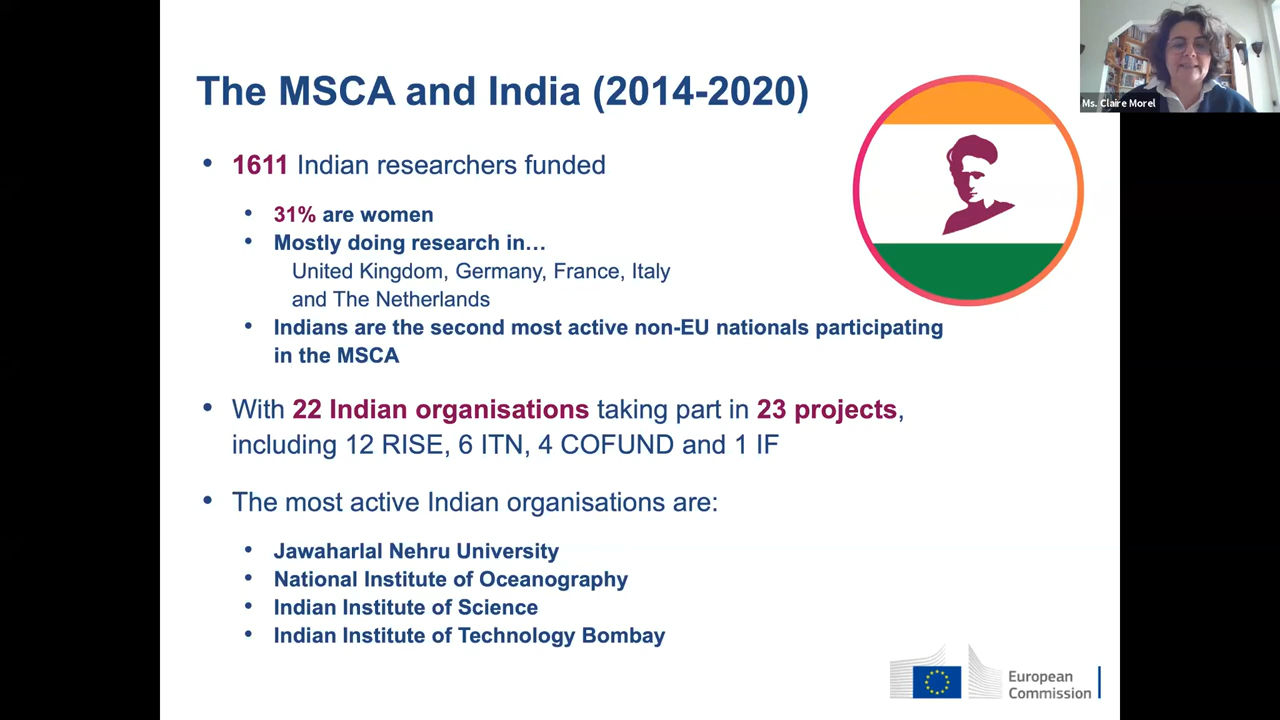 Ms. Claire Morel
The MSCA and India (2014-2020)
• 1611 Indian researchers funded
• 31% are women
• Mostly doing research in…
United Kingdom, Germany, France, Italy
and The Netherlands
• Indians are the second most active non-EU nationals participating
in the MSCA
• With 22 Indian organisations taking part in 23 projects,
including 12 RISE, 6 ITN, 4 COFUND and 1 IF
• The most active Indian organisations are:
• Jawaharlal Nehru University
• National Institute of Oceanography
• Indian Institute of Science
• Indian Institute of Technology Bombay
European
Commission